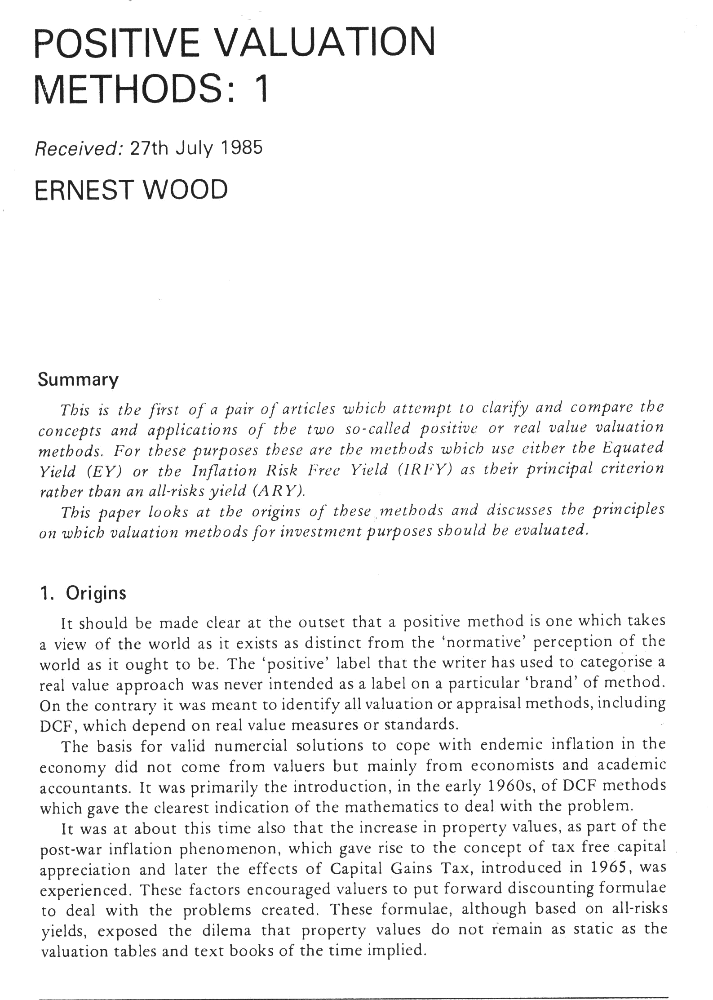 POSITIVE VALUATION
METHODS: 1
Received: 27th July 1985
ERNEST WOOD
Summary
This is the first of a pair of articles which attempt to clarify and compare the
concepts and applications of the two so-called positive or real value valuation
methods. For these purposes these are the methods which use either the Equated
Yield (EY) or the Inflation Risk Free Yield (IRFY) as their principal criterion
rather than an all-risks yield (ARY).
This paper looks at the origins of these methods and discusses the principles
on which valuation methods for investment purposes should be evaluated.
1. Origins
It should be made clear at the outset that a positive method is one which takes
a view of the world as it exists as distinct from the ‘normative’ perception of the
world as it ought to be. The ‘positive’ label that the writer has used to categorise a
real value approach was never intended as a label on a particular ‘brand’ of method.
On the contrary it was meant to identify all valuation or appraisal methods, including
DCF, which depend on real value measures or standards.
The basis for valid numercial solutions to cope with endemic inflation in the
economy did not come from valuers but mainly from economists and academic
accountants. It was primarily the introduction, in the early 1960s, of DCF methods
which gave the clearest indication of the mathematics to deal with the problem.
It was at about this time also that the increase in property values, as part of the
post-war inflation phenomenon, which gave rise to the concept of tax free capital
appreciation and later the effects of Capital Gains Tax, introduced in 1965, was
experienced. These factors encouraged valuers to put forward discounting formulae
to deal with the problems created. These formulae, although based on all-risks
yields, exposed the dilema that property values do not remain as static as the
valuation tables and text books of the time implied.